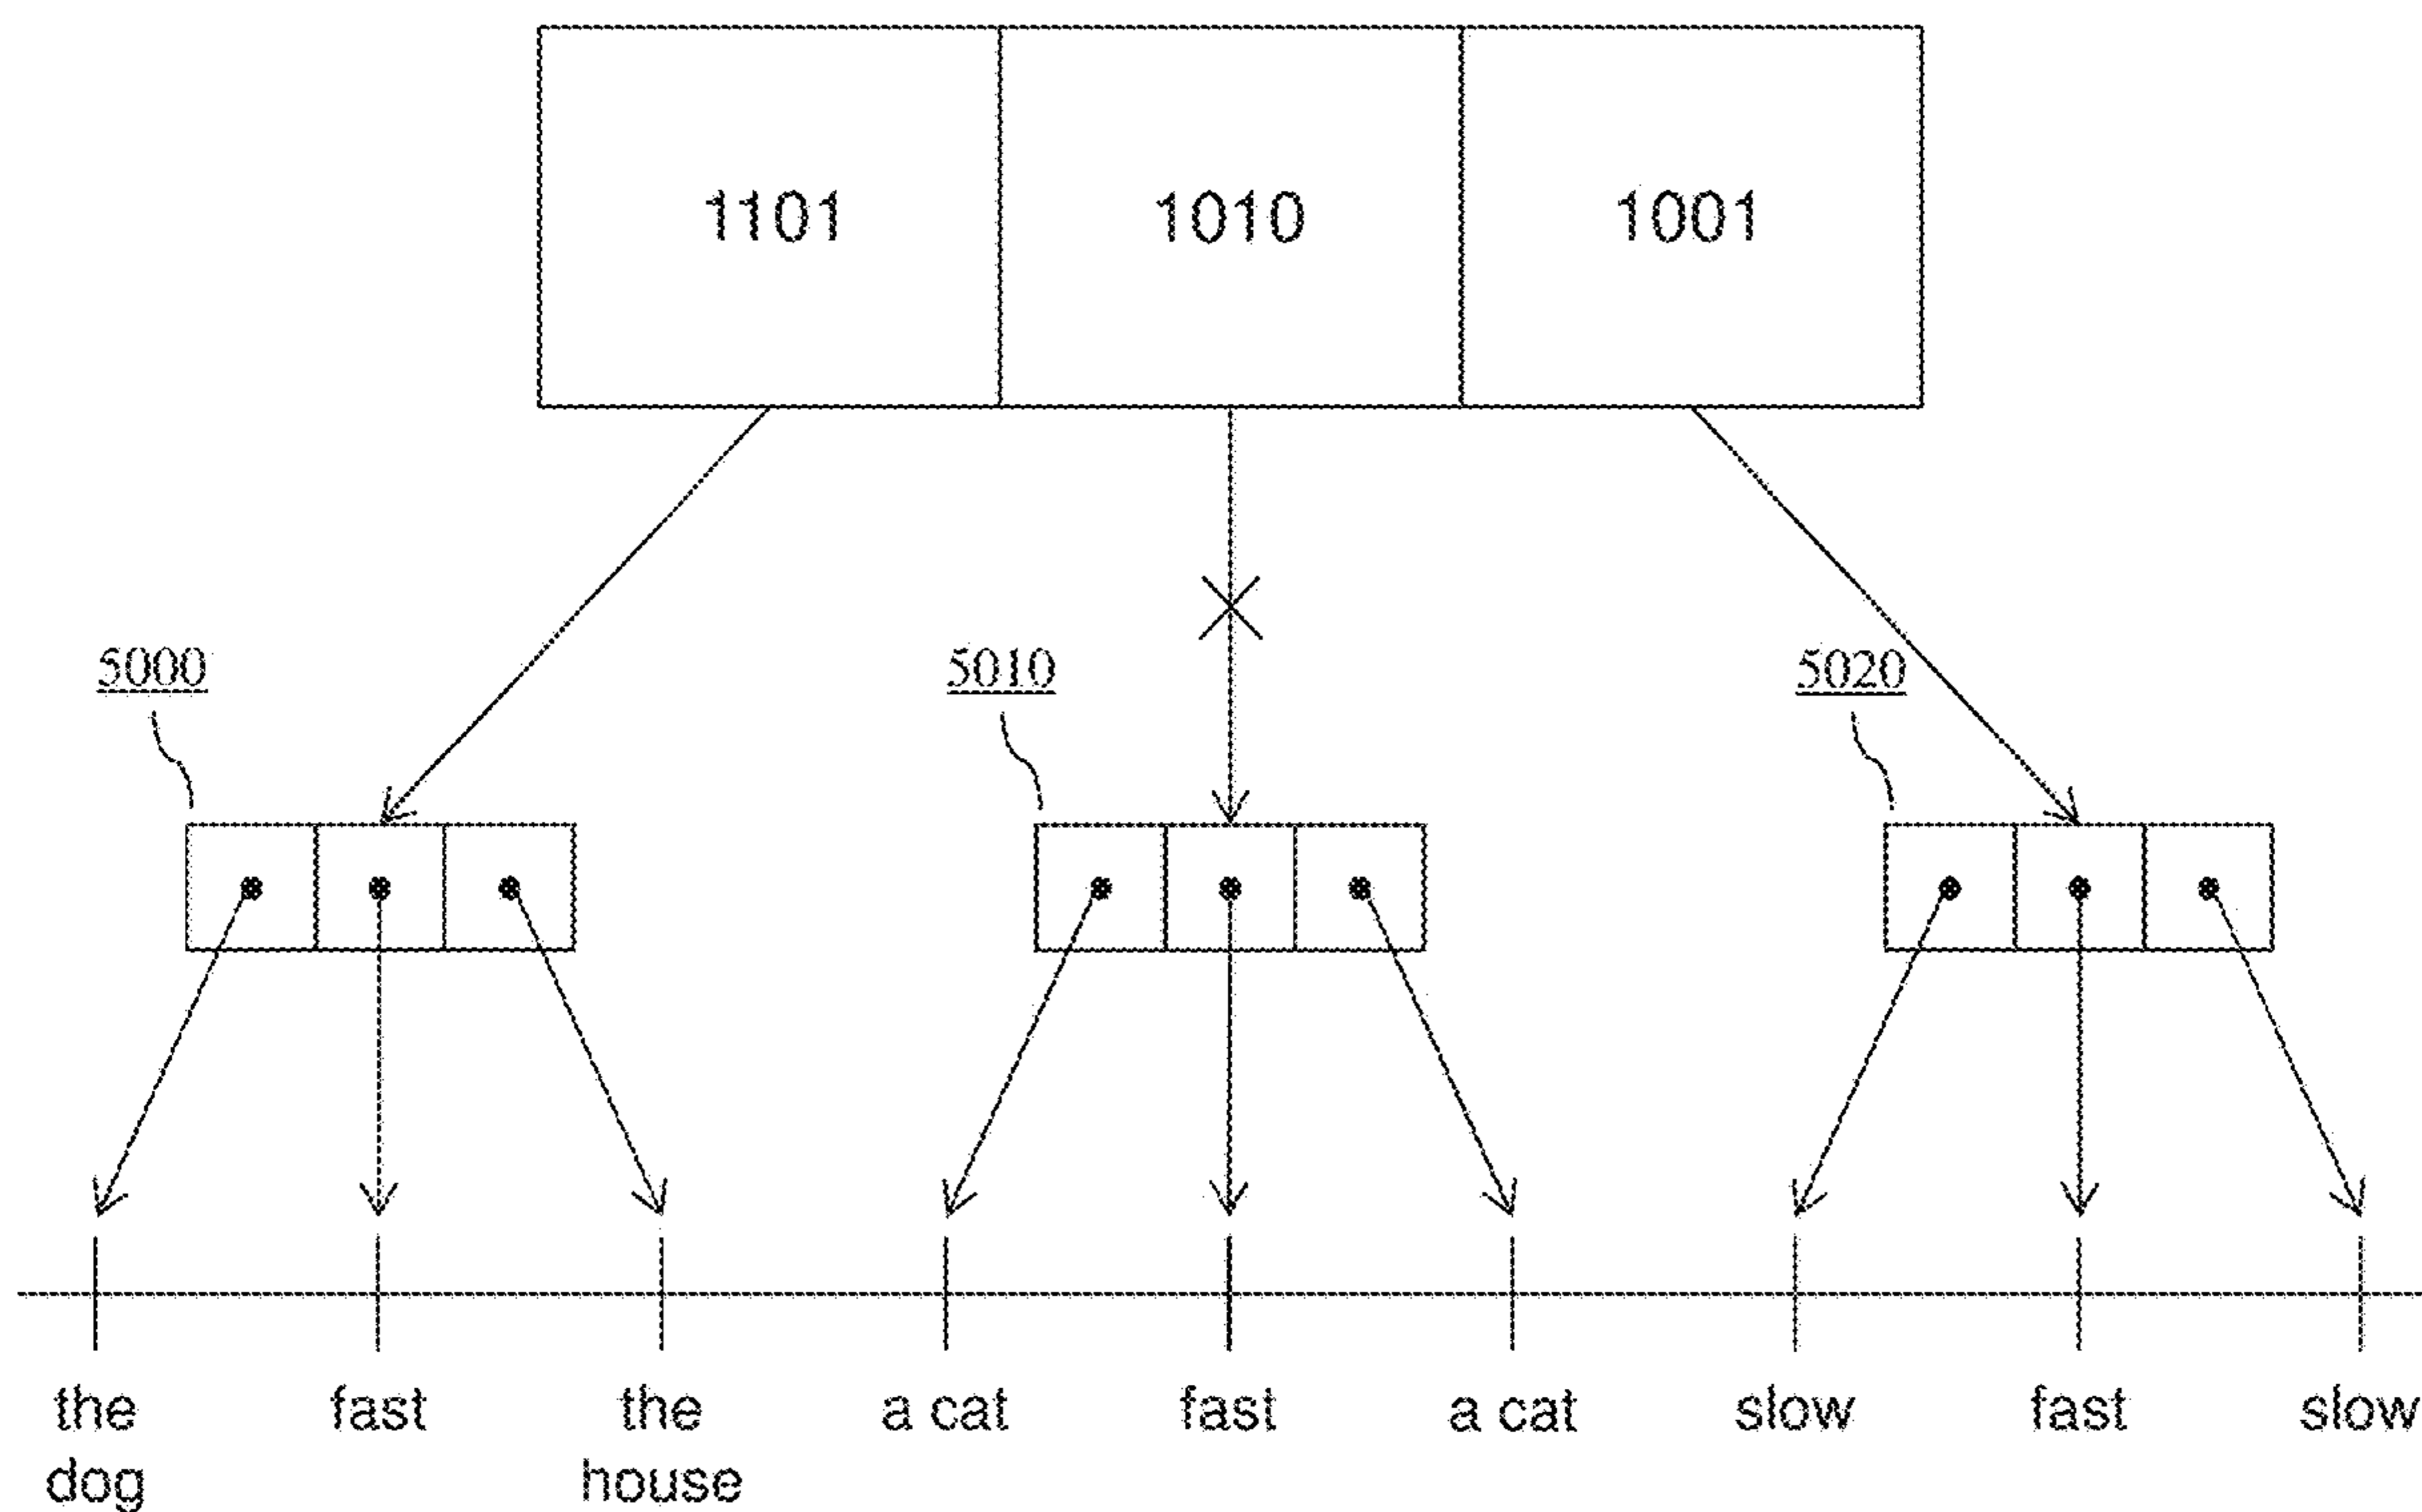 1101 1010 1001
5000 5010 5020
the fast the a cat fast a cat slow fast slow
dog house